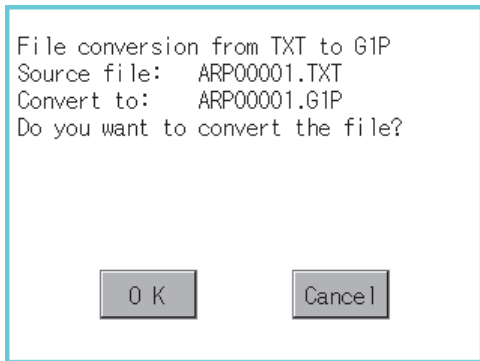 File conversion from TXT to G1P
Source file: ARP00001.TXT
Convert to: ARP00001.G1P
Do you want to convert the file?
O K
Cancel